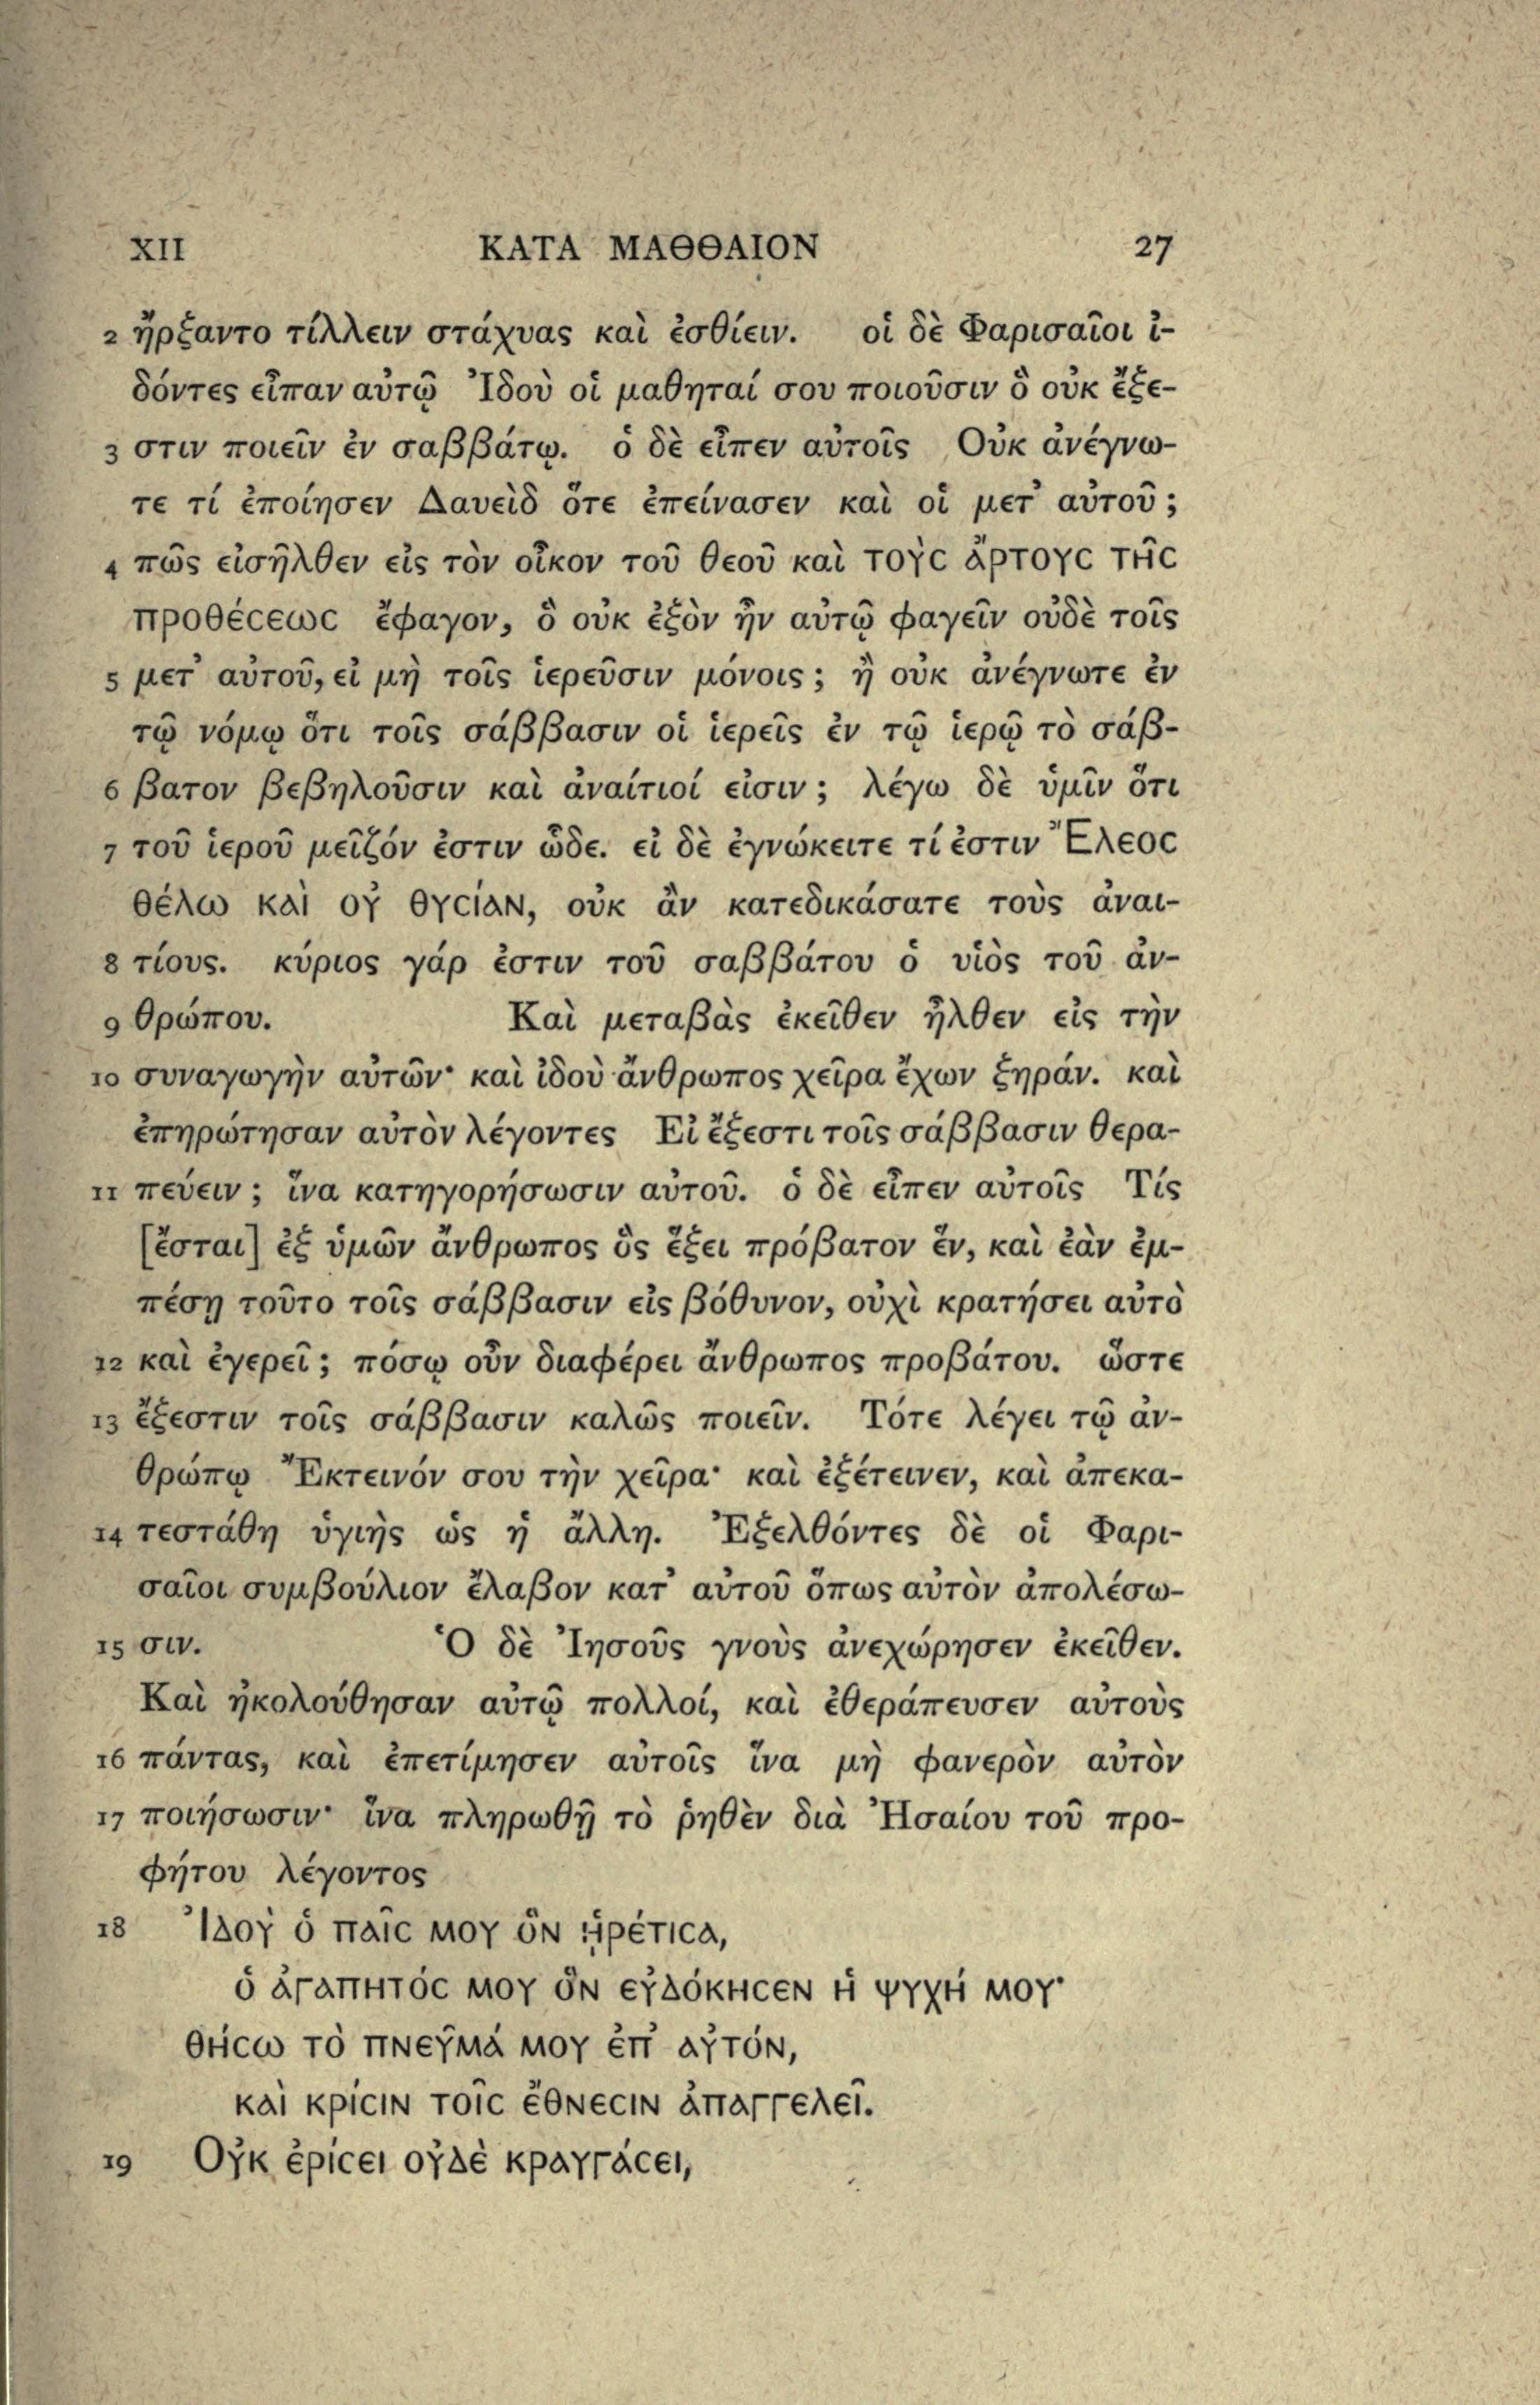 XII ΚΑΤΑ ΜΑΘΘΑΙΟΝ 27
2 ἤρξαντο τίλλειν στάχυας καὶ ἐσθίειν. οἱ δὲ Φαρισαῖοι ἰ-
δόντες εἶπαν αὐτῷ Ἰδοὺ οἱ μαθηταί σου ποιοῦσιν ὃ οὐκ ἔξε-
3 στιν ποιεῖν ἐν σαββάτῳ. ὁ δὲ εἶπεν αὐτοῖς Οὐκ ἀνέγνω-
τε τί ἐποίησεν Δαυεὶδ ὅτε ἐπείνασεν καὶ οἱ μετ' αὐτοῦ;
4 πῶς εἰσῆλθεν εἰς τὸν οἶκον τοῦ θεοῦ καὶ τοὺς ἄρτους τῆς
προθέσεως ἔφαγον, ὃ οὐκ ἐξὸν ἦν αὐτῷ φαγεῖν οὐδὲ τοῖς
5 μετ' αὐτοῦ, εἰ μὴ τοῖς ἱερεῦσιν μόνοις; ἢ οὐκ ἀνέγνωτε ἐν
τῷ νόμῳ ὅτι τοῖς σάββασιν οἱ ἱερεῖς ἐν τῷ ἱερῷ τὸ σάβ-
6 βατον βεβηλοῦσιν καὶ ἀναίτιοί εἰσιν; λέγω δὲ ὑμῖν ὅτι
7 τοῦ ἱεροῦ μεῖζόν ἐστιν ὧδε. εἰ δὲ ἐγνώκειτε τί ἐστιν Ἔλεος
θέλω καὶ οὐ θυσίαν, οὐκ ἂν κατεδικάσατε τοὺς ἀναι-
8 τίους. κύριος γάρ ἐστιν τοῦ σαββάτου ὁ υἱὸς τοῦ ἀν-
9 θρώπου. Καὶ μεταβὰς ἐκεῖθεν ἦλθεν εἰς τὴν
10 συναγωγὴν αὐτῶν· καὶ ἰδοὺ ἄνθρωπος χεῖρα ἔχων ξηράν. καὶ
ἐπηρώτησαν αὐτὸν λέγοντες Εἰ ἔξεστι τοῖς σάββασιν θερα-
11 πεύειν; ἵνα κατηγορήσωσιν αὐτοῦ. ὁ δὲ εἶπεν αὐτοῖς Τίς
[ἔσται] ἐξ ὑμῶν ἄνθρωπος ὃς ἕξει πρόβατον ἕν, καὶ ἐὰν ἐμ-
πέσῃ τοῦτο τοῖς σάββασιν εἰς βόθυνον, οὐχὶ κρατήσει αὐτὸ
12 καὶ ἐγερεῖ; πόσῳ οὖν διαφέρει ἄνθρωπος προβάτου. ὥστε
13 ἔξεστιν τοῖς σάββασιν καλῶς ποιεῖν. Τότε λέγει τῷ ἀν-
θρώπῳ Ἔκτεινόν σου τὴν χεῖρα· καὶ ἐξέτεινεν, καὶ ἀπεκα-
14 τεστάθη ὑγιὴς ὡς ἡ ἄλλη. Ἐξελθόντες δὲ οἱ Φαρι-
σαῖοι συμβούλιον ἔλαβον κατ' αὐτοῦ ὅπως αὐτὸν ἀπολέσω-
15 σιν. Ὁ δὲ Ἰησοῦς γνοὺς ἀνεχώρησεν ἐκεῖθεν.
Καὶ ἠκολούθησαν αὐτῷ πολλοί, καὶ ἐθεράπευσεν αὐτοὺς
16 πάντας, καὶ ἐπετίμησεν αὐτοῖς ἵνα μὴ φανερὸν αὐτὸν
17 ποιήσωσιν· ἵνα πληρωθῇ τὸ ῥηθὲν διὰ Ἠσαίου τοῦ προ-
φήτου λέγοντος
18 Ἰδοὺ ὁ παῖς μου ὃν ᾑρέτισα,
ὁ ἀγαπητός μου ὃν εὐδόκησεν ἡ ψυχή μου·
θήσω τὸ πνεῦμά μου ἐπ' αὐτόν,
καὶ κρίσιν τοῖς ἔθνεσιν ἀπαγγελεῖ.
19 Οὐκ ἐρίσει οὐδὲ κραυγάσει,